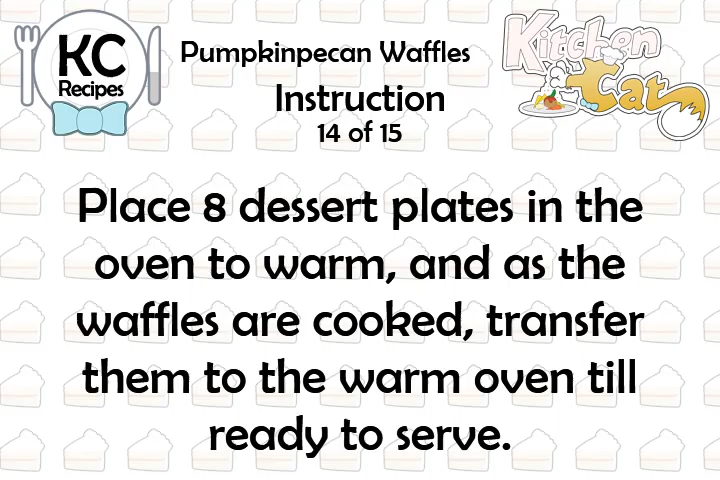 KC
Recipes
Pumpkinpecan Waffles
Kitchen
Cat
Instruction
14 of 15
Place 8 dessert plates in the
oven to warm, and as the
waffles are cooked, transfer
them to the warm oven till
ready to serve.